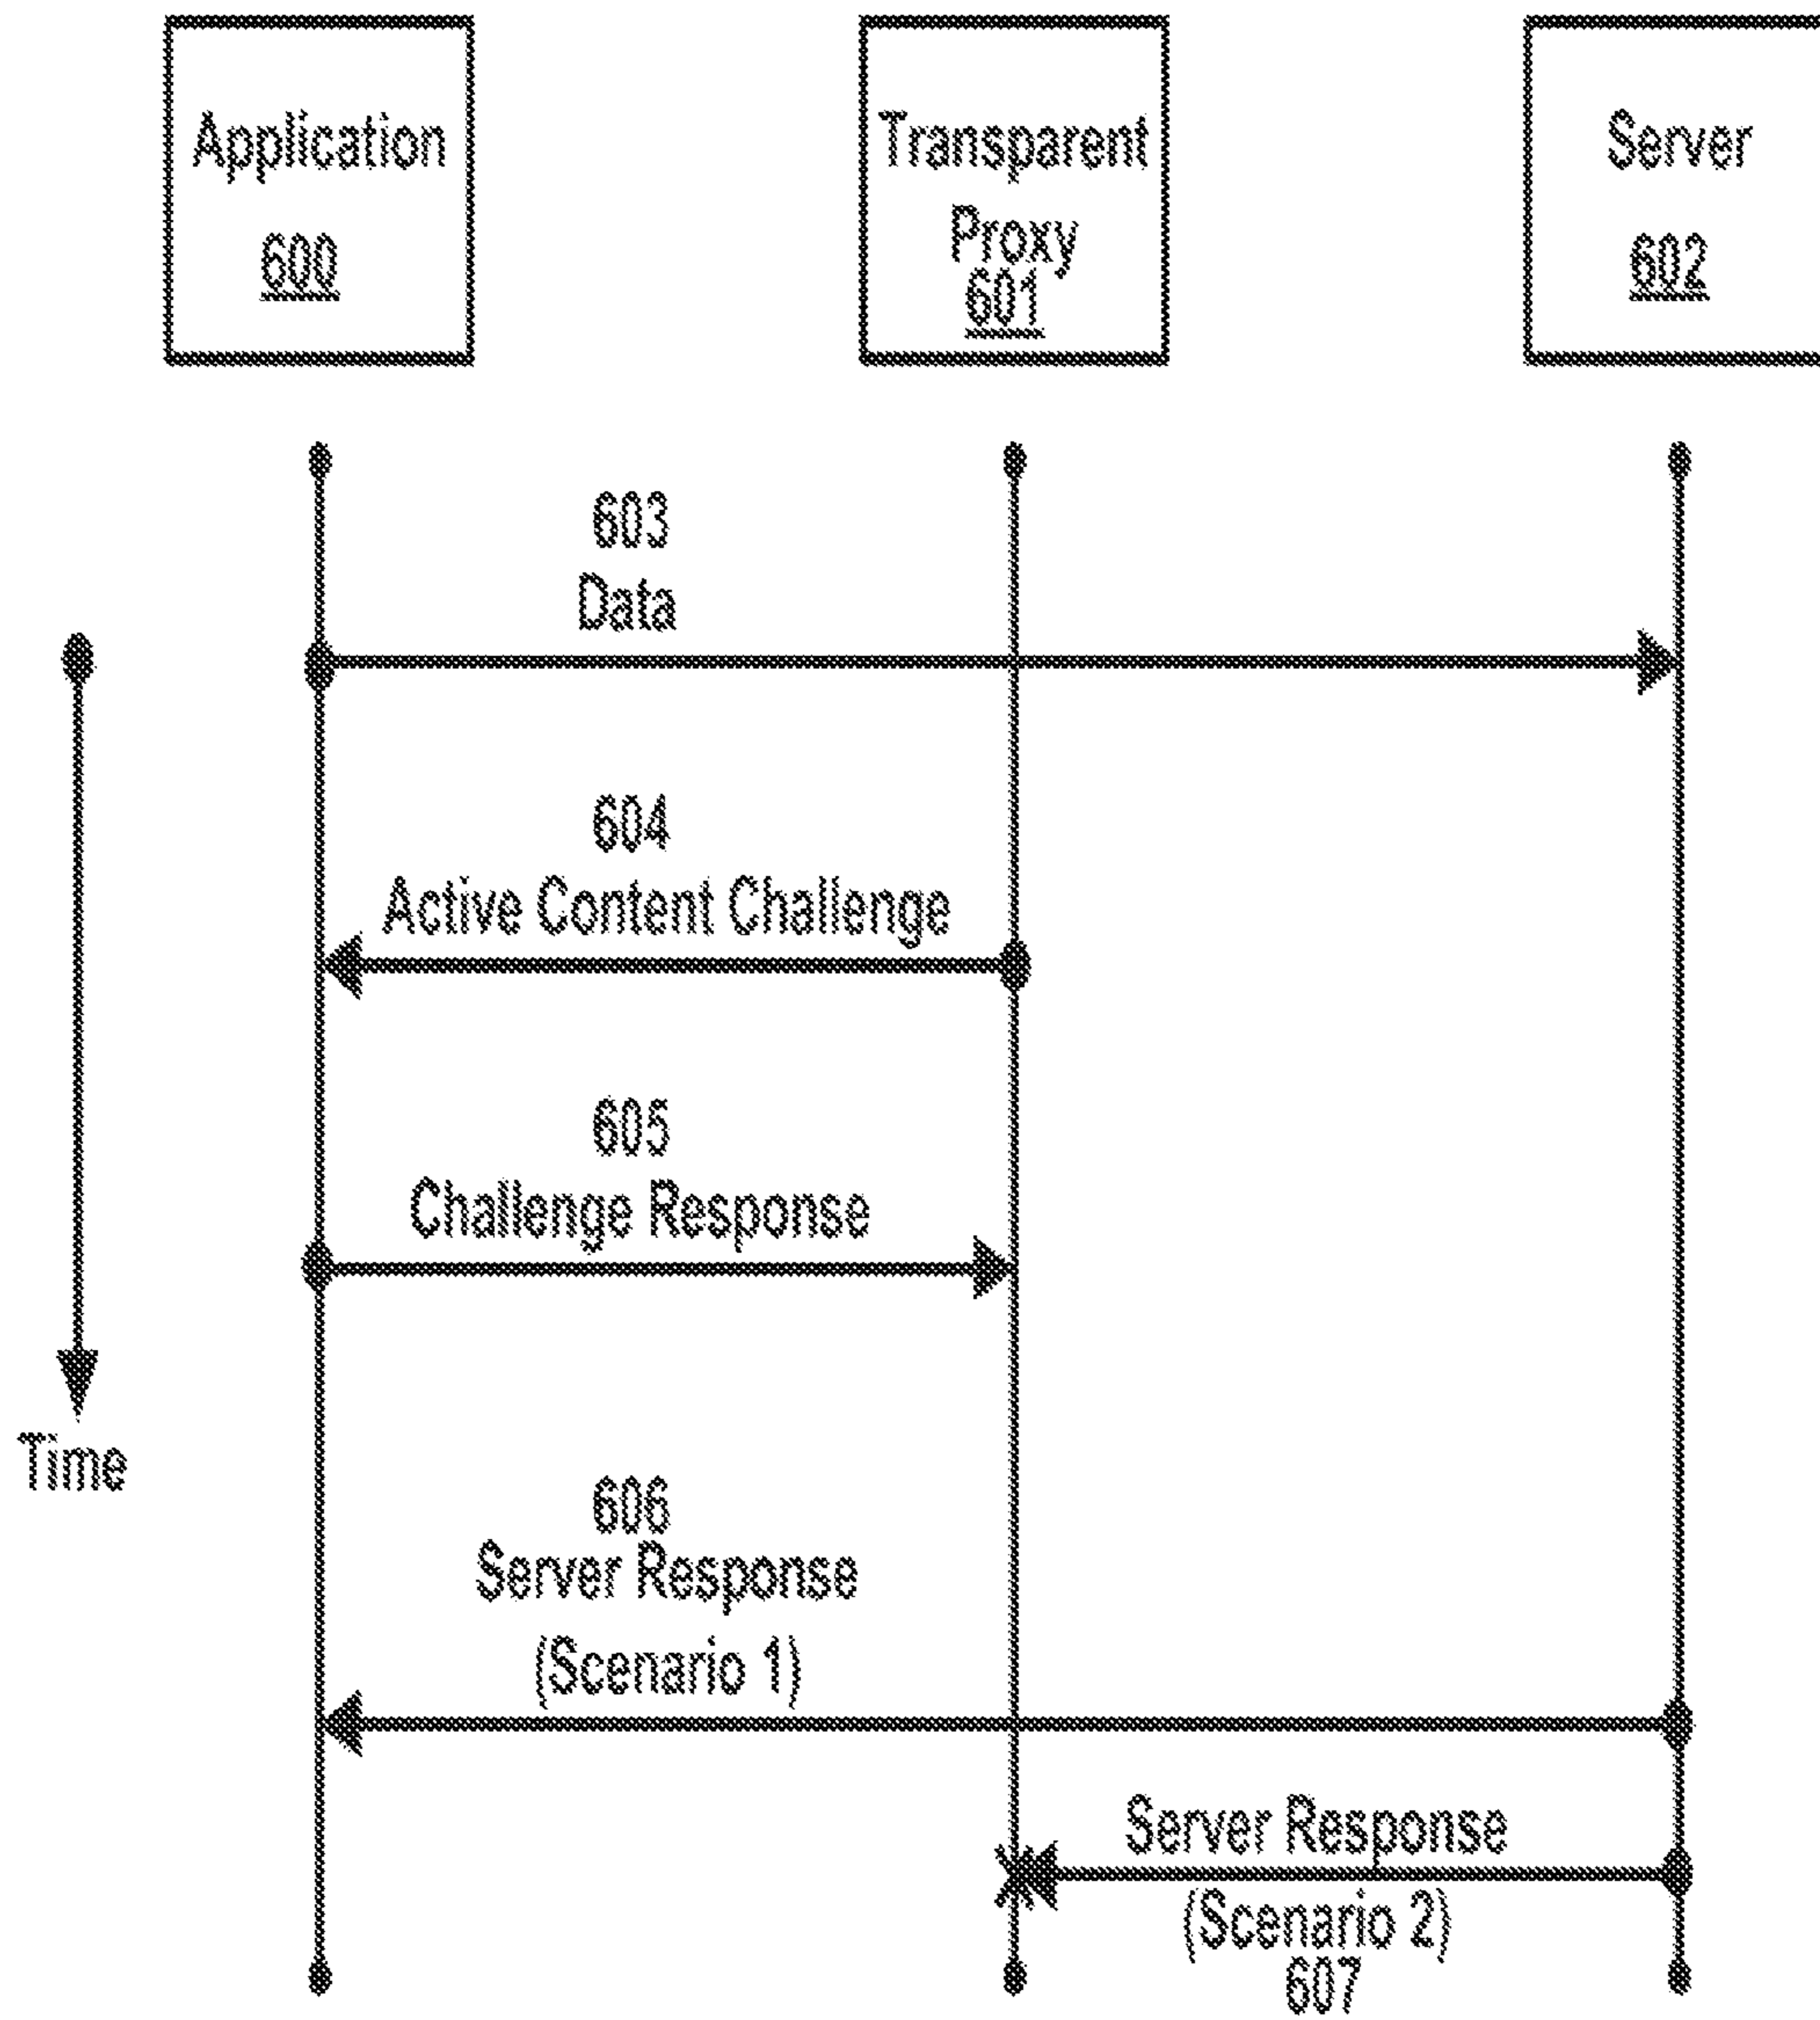 Application
600
Transparent
Proxy
601
Server
602
603
Data
604
Active Content Challenge
605
Challenge Response
Time
606
Server Response
(Scenario 1)
Server Response
(Scenario 2)
607